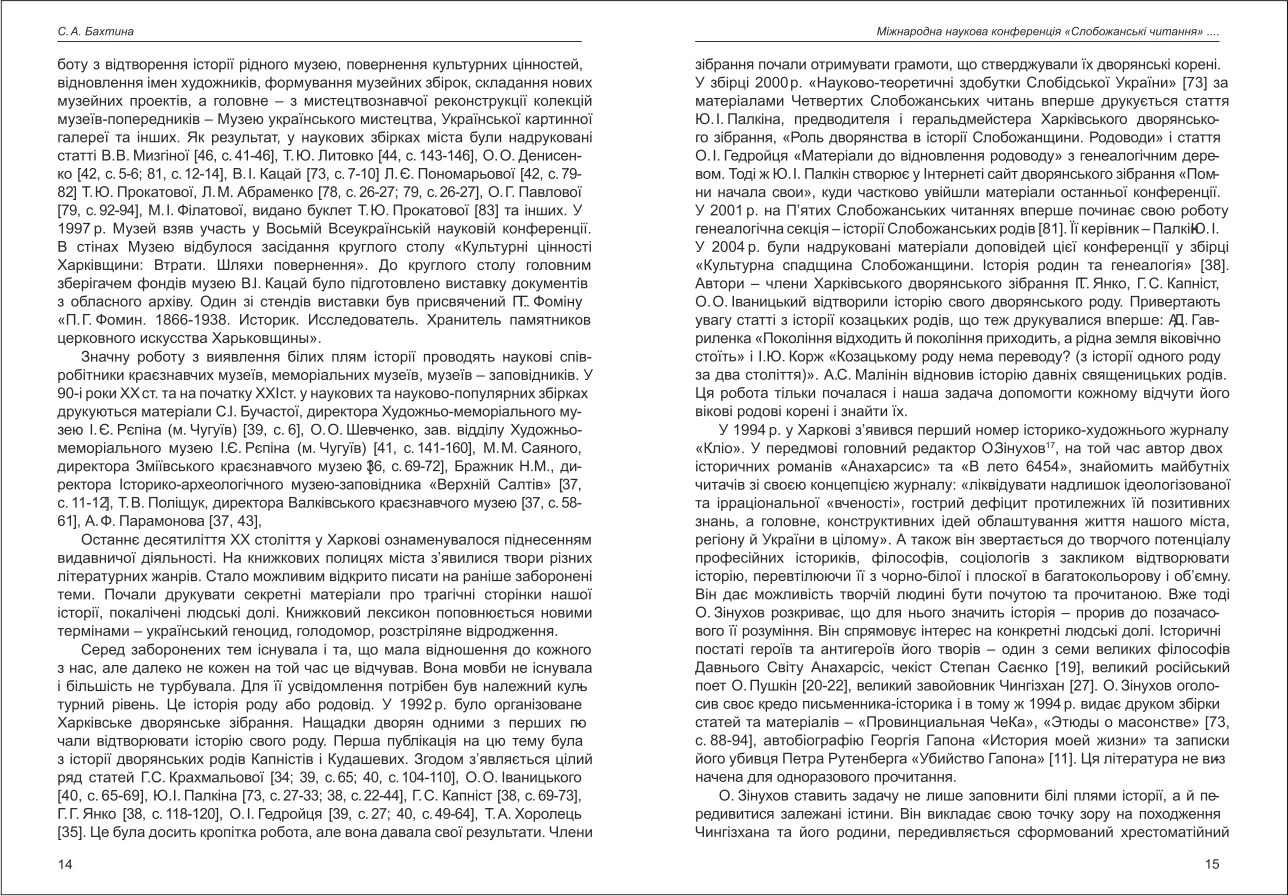 С. А. Бахтина
боту з відтворення історії рідного музею, повернення культурних цінностей,
відновлення імен художників, формування музейних збірок, складання нових
музейних проектів, а головне – з мистецтвознавчої реконструкції колекцій
музеїв-попередників – Музею українського мистецтва, Української картинної
галереї та інших. Як результат, у наукових збірках міста були надруковані
статті В.В. Мизгіної [46, с. 41-46], Т. Ю. Литовко [44, с. 143-146], О. О. Денисен-
ко [42, с. 5-6; 81, с. 12-14], В. І. Кацай [73, с. 7-10] Л. Є. Пономарьової [42, с. 79-
82] Т. Ю. Прокатової, Л. М. Абраменко [78, с. 26-27; 79, с. 26-27], О. Г. Павлової
[79, с. 92-94], М. І. Філатової, видано буклет Т. Ю. Прокатової [83] та інших. У
1997 р. Музей взяв участь у Восьмій Всеукраїнській науковій конференції.
В стінах Музею відбулося засідання круглого столу «Культурні цінності
Харківщини: Втрати. Шляхи повернення». До круглого столу головним
зберігачем фондів музею В.І. Кацай було підготовлено виставку документів
з обласного архіву. Один зі стендів виставки був присвячений П.Г. Фоміну
«П. Г. Фомин. 1866-1938. Историк. Исследователь. Хранитель памятников
церковного искусства Харьковщины».
Значну роботу з виявлення білих плям історії проводять наукові спів-
робітники краєзнавчих музеїв, меморіальних музеїв, музеїв – заповідників. У
90-і роки ХХ ст. та на початку ХХІ ст. у наукових та науково-популярних збірках
друкуються матеріали С.І. Бучастої, директора Художньо-меморіального му-
зею І. Є. Рєпіна (м. Чугуїв) [39, с. 6], О. О. Шевченко, зав. відділу Художньо-
меморіального музею І.Є. Рєпіна (м. Чугуїв) [41, с. 141-160], М. М. Саяного,
директора Зміївського краєзнавчого музею [36, с. 69-72], Бражник Н.М., ди-
ректора Історико-археологічного музею-заповідника «Верхній Салтів» [37,
с. 11-12], Т. В. Поліщук, директора Валківського краєзнавчого музею [37, с. 58-
61], А. Ф. Парамонова [37, 43],
Останнє десятиліття ХХ століття у Харкові ознаменувалося піднесенням
видавничої діяльності. На книжкових полицях міста з’явилися твори різних
літературних жанрів. Стало можливим відкрито писати на раніше заборонені
теми. Почали друкувати секретні матеріали про трагічні сторінки нашої
історії, покалічені людські долі. Книжковий лексикон поповнюється новими
термінами – український геноцид, голодомор, розстріляне відродження.
Серед заборонених тем існувала і та, що мала відношення до кожного
з нас, але далеко не кожен на той час це відчував. Вона мовби не існувала
і більшість не турбувала. Для її усвідомлення потрібен був належний куль-
турний рівень. Це історія роду або родовід. У 1992 р. було організоване
Харківське дворянське зібрання. Нащадки дворян одними з перших по-
чали відтворювати історію свого роду. Перша публікація на цю тему була
з історії дворянських родів Капністів і Кудашевих. Згодом з’являється цілий
ряд статей Г.С. Крахмальової [34; 39, с. 65; 40, с. 104-110], О. О. Іваницького
[40, с. 65-69], Ю.І. Палкіна [73, с. 27-33; 38, с. 22-44], Г. С. Капніст [38, с. 69-73],
Г. Г. Янко [38, с. 118-120], О. І. Гедройця [39, с. 27; 40, с. 49-64], Т. А. Хоролець
[35]. Це була досить кропітка робота, але вона давала свої результати. Члени
14
Міжнародна наукова конференція «Слобожанські читання» ....
зібрання почали отримувати грамоти, що стверджували їх дворянські корені.
У збірці 2000 р. «Науково-теоретичні здобутки Слобідської України» [73] за
матеріалами Четвертих Слобожанських читань вперше друкується стаття
Ю. І. Палкіна, предводителя і геральдмейстера Харківського дворянсько-
го зібрання, «Роль дворянства в історії Слобожанщини. Родоводи» і стаття
О. І. Гедройця «Матеріали до відновлення родоводу» з генеалогічним дере-
вом. Тоді ж Ю. І. Палкін створює у Інтернеті сайт дворянського зібрання «Пом-
ни начала свои», куди частково увійшли матеріали останньої конференції.
У 2001 р. на П’ятих Слобожанських читаннях вперше починає свою роботу
генеалогічна секція – історії Слобожанських родів [81]. Її керівник – Палкін Ю. І.
У 2004 р. були надруковані матеріали доповідей цієї конференції у збірці
«Культурна спадщина Слобожанщини. Історія родин та генеалогія» [38].
Автори – члени Харківського дворянського зібрання Г.Г. Янко, Г. С. Капніст,
О. О. Іваницький відтворили історію свого дворянського роду. Привертають
увагу статті з історії козацьких родів, що теж друкувалися вперше: А.Д. Гав-
риленка «Покоління відходить й покоління приходить, а рідна земля віковічно
стоїть» і І.Ю. Корж «Козацькому роду нема переводу? (з історії одного роду
за два століття)». А.С. Малінін відновив історію давніх священицьких родів.
Ця робота тільки почалася і наша задача допомогти кожному відчути його
вікові родові корені і знайти їх.
У 1994 р. у Харкові з’явився перший номер історико-художнього журналу
«Кліо». У передмові головний редактор О.Зінухов¹⁷, на той час автор двох
історичних романів «Анахарсис» та «В лето 6454», знайомить майбутніх
читачів зі своєю концепцією журналу: «ліквідувати надлишок ідеологізованої
та ірраціональної «вченості», гострий дефіцит протилежних їй позитивних
знань, а головне, конструктивних ідей облаштування життя нашого міста,
регіону й України в цілому». А також він звертається до творчого потенціалу
професійних істориків, філософів, соціологів з закликом відтворювати
історію, перевтілюючи її з чорно-білої і плоскої в багатокольорову і об’ємну.
Він дає можливість творчій людині бути почутою та прочитаною. Вже тоді
О. Зінухов розкриває, що для нього значить історія – прорив до позачасо-
вого її розуміння. Він спрямовує інтерес на конкретні людські долі. Історичні
постаті героїв та антигероїв його творів – один з семи великих філософів
Давнього Світу Анахарсіс, чекіст Степан Саєнко [19], великий російський
поет О. Пушкін [20-22], великий завойовник Чингізхан [27]. О. Зінухов оголо-
сив своє кредо письменника-історика і в тому ж 1994 р. видає друком збірки
статей та матеріалів – «Провинциальная ЧеКа», «Этюды о масонстве» [73,
с. 88-94], автобіографію Георгія Гапона «История моей жизни» та записки
його убивця Петра Рутенберга «Убийство Гапона» [11]. Ця література не виз-
начена для одноразового прочитання.
О. Зінухов ставить задачу не лише заповнити білі плями історії, а й пе-
редивитися залежані істини. Він викладає свою точку зору на походження
Чингізхана та його родини, передивляється сформований хрестоматійний
15